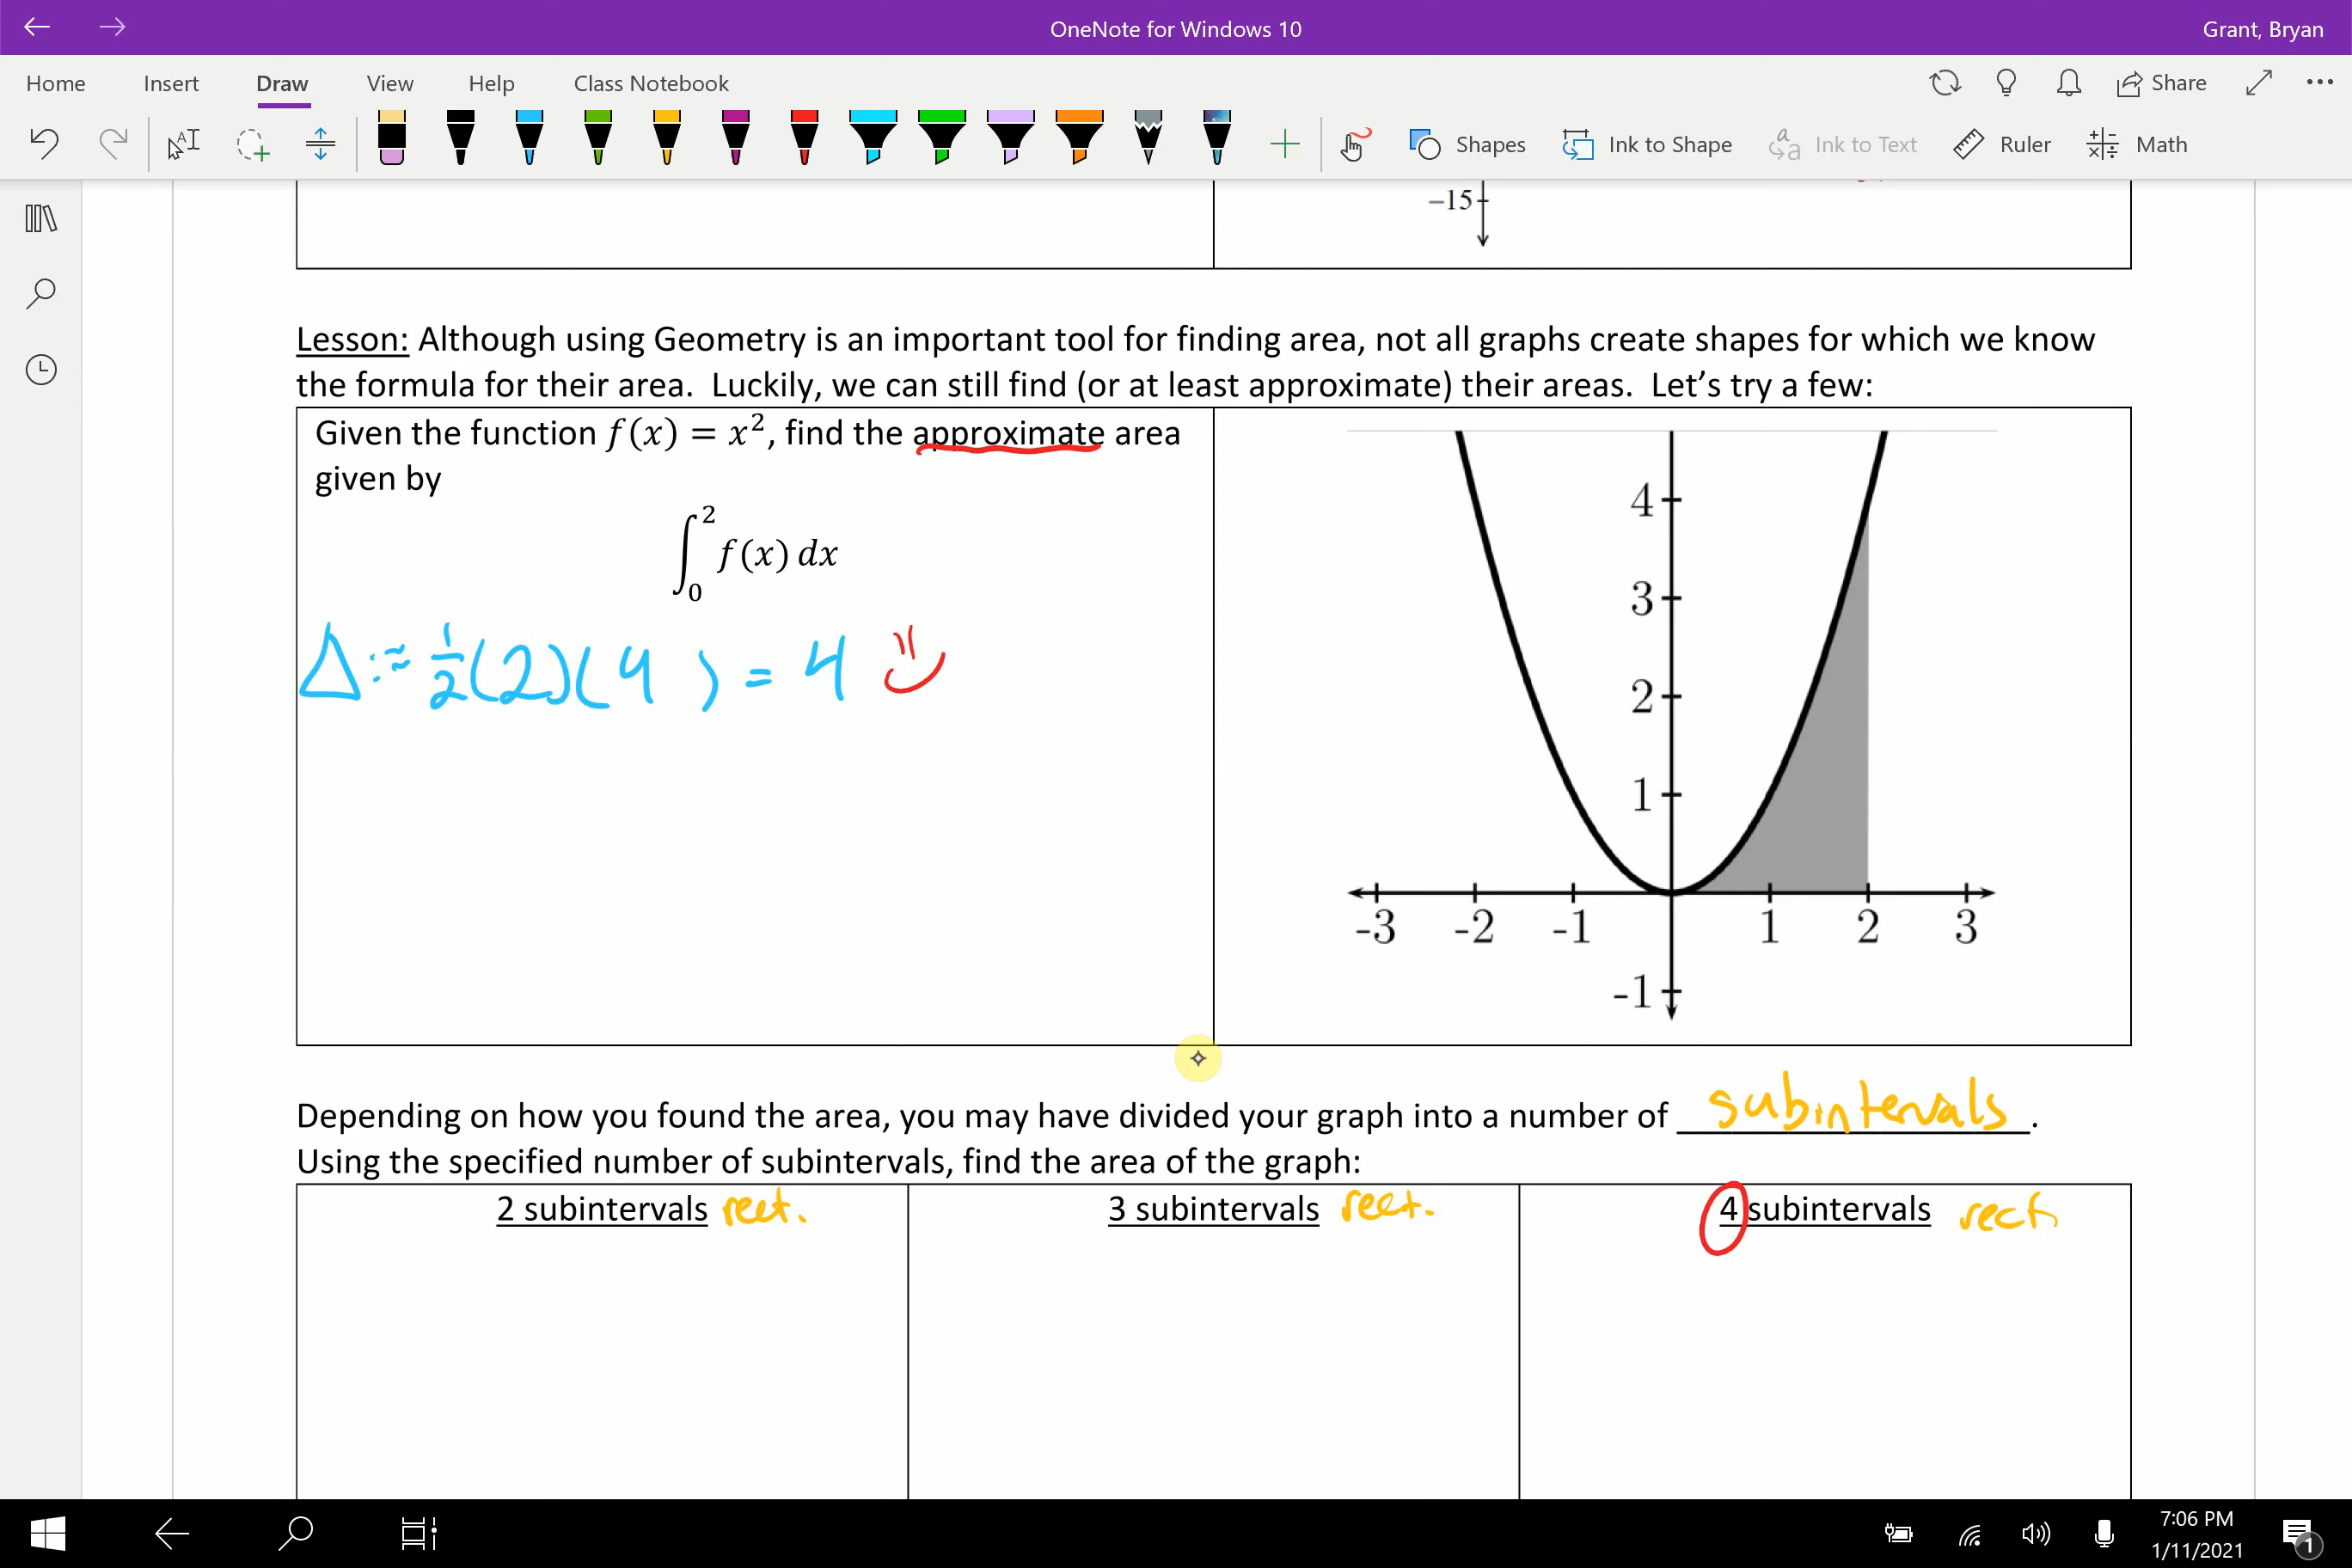 OneNote for Windows 10
Grant, Bryan
Home Insert Draw View Help Class Notebook Share
Shapes Ink to Shape Ink to Text Ruler Math
–15
Lesson: Although using Geometry is an important tool for finding area, not all graphs create shapes for which we know
the formula for their area. Luckily, we can still find (or at least approximate) their areas. Let's try a few:
Given the function f(x) = x², find the approximate area
given by
∫₀² f(x) dx
Δ:≈ ½(2)(4 ) = 4
4
3
2
1
-3 -2 -1 1 2 3
-1
Depending on how you found the area, you may have divided your graph into a number of subintervals.
Using the specified number of subintervals, find the area of the graph:
2 subintervals rect. 3 subintervals rect. 4 subintervals rect.
7:06 PM
1/11/2021
1